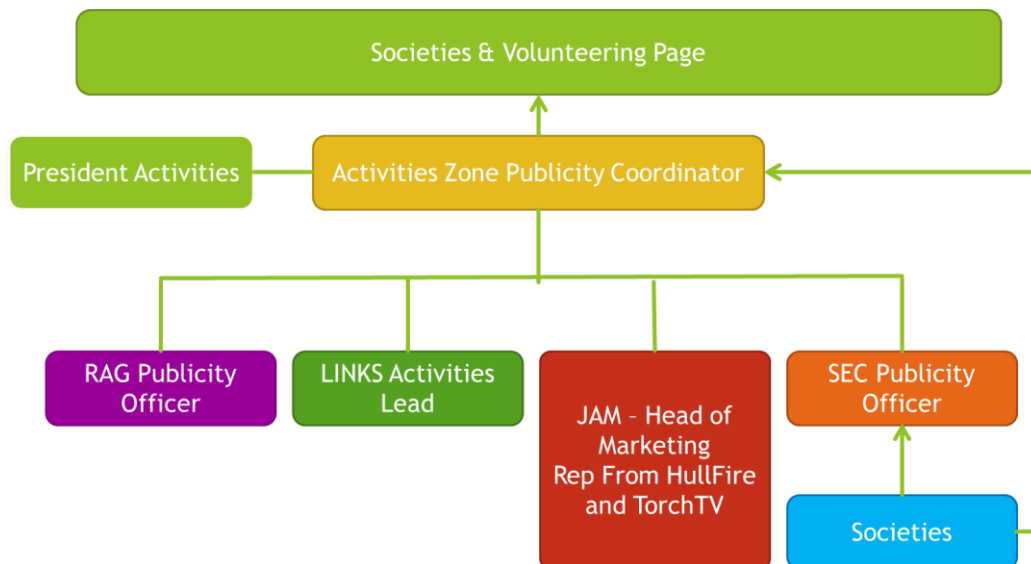 Societies & Volunteering Page
President Activities
Activities Zone Publicity Coordinator
RAG Publicity
Officer
LINKS Activities
Lead
JAM – Head of
Marketing
Rep From HullFire
and TorchTV
SEC Publicity
Officer
Societies